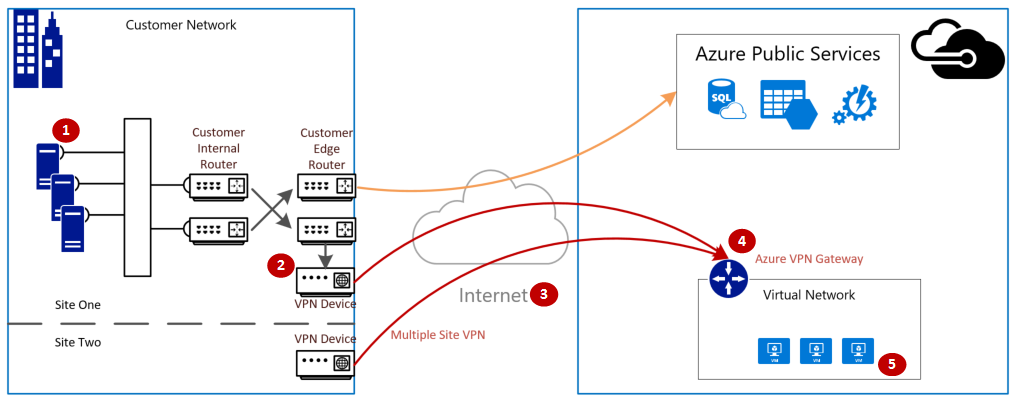 Customer Network
Azure Public Services
SQL
1
Customer
Internal
Router
Customer
Edge
Router
2
VPN Device
4
Azure VPN Gateway
Internet
3
Virtual Network
Site One
Site Two
VPN Device
Multiple Site VPN
VM
VM
VM
5